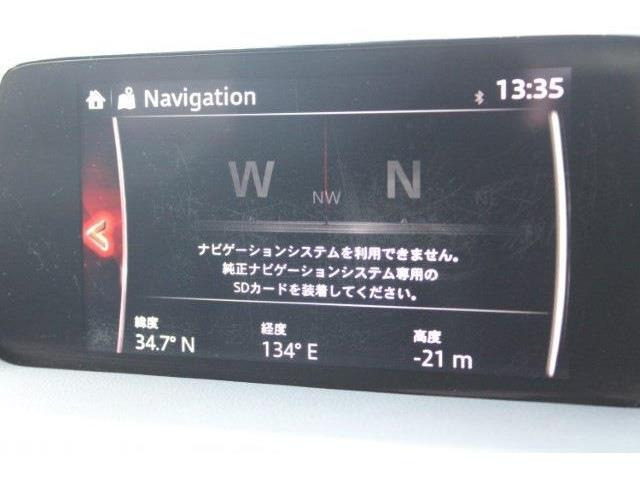 Navigation 13:35
W NW N NE
ナビゲーションシステムを利用できません。
純正ナビゲーションシステム専用の
SDカードを装着してください。
緯度 経度 高度
34.7° N 134° E -21 m